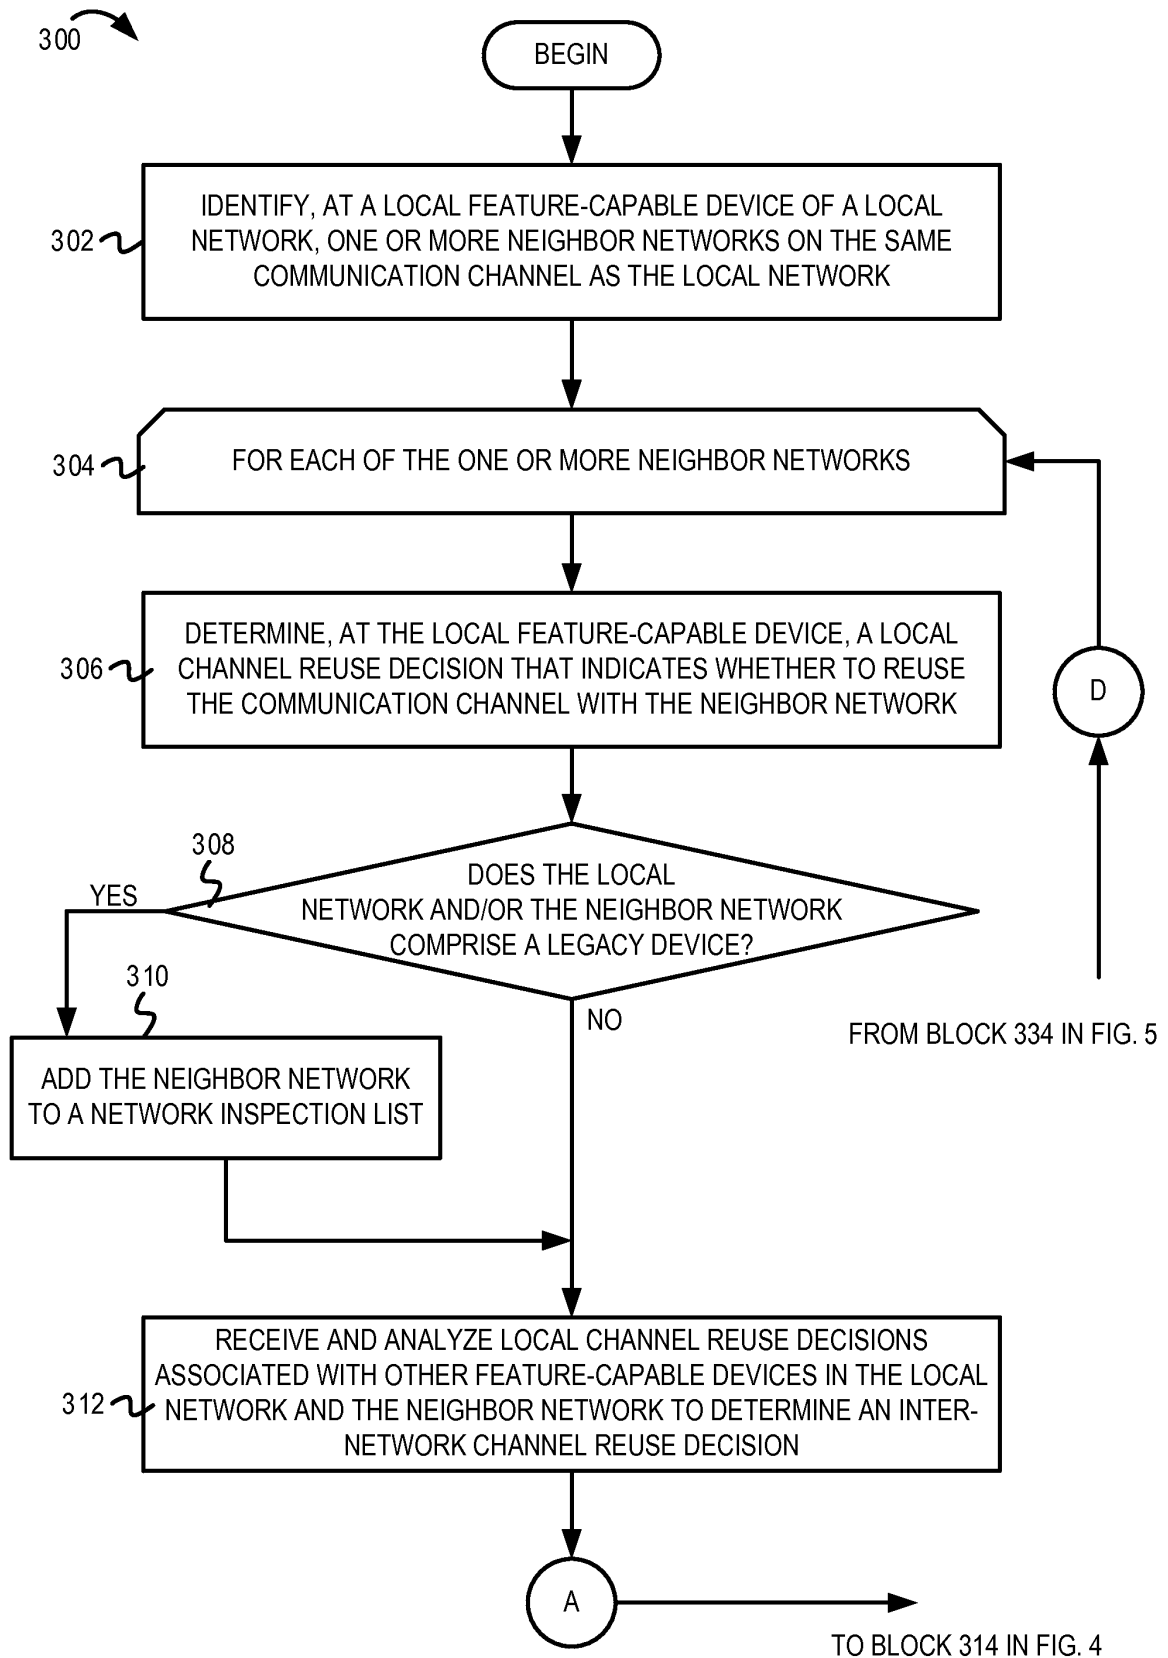 300
BEGIN
IDENTIFY, AT A LOCAL FEATURE-CAPABLE DEVICE OF A LOCAL
NETWORK, ONE OR MORE NEIGHBOR NETWORKS ON THE SAME
COMMUNICATION CHANNEL AS THE LOCAL NETWORK
302
FOR EACH OF THE ONE OR MORE NEIGHBOR NETWORKS
304
DETERMINE, AT THE LOCAL FEATURE-CAPABLE DEVICE, A LOCAL
CHANNEL REUSE DECISION THAT INDICATES WHETHER TO REUSE
THE COMMUNICATION CHANNEL WITH THE NEIGHBOR NETWORK
306
D
308
DOES THE LOCAL
NETWORK AND/OR THE NEIGHBOR NETWORK
COMPRISE A LEGACY DEVICE?
YES
310
NO
FROM BLOCK 334 IN FIG. 5
ADD THE NEIGHBOR NETWORK
TO A NETWORK INSPECTION LIST
RECEIVE AND ANALYZE LOCAL CHANNEL REUSE DECISIONS
ASSOCIATED WITH OTHER FEATURE-CAPABLE DEVICES IN THE LOCAL
NETWORK AND THE NEIGHBOR NETWORK TO DETERMINE AN INTER-
NETWORK CHANNEL REUSE DECISION
312
A
TO BLOCK 314 IN FIG. 4